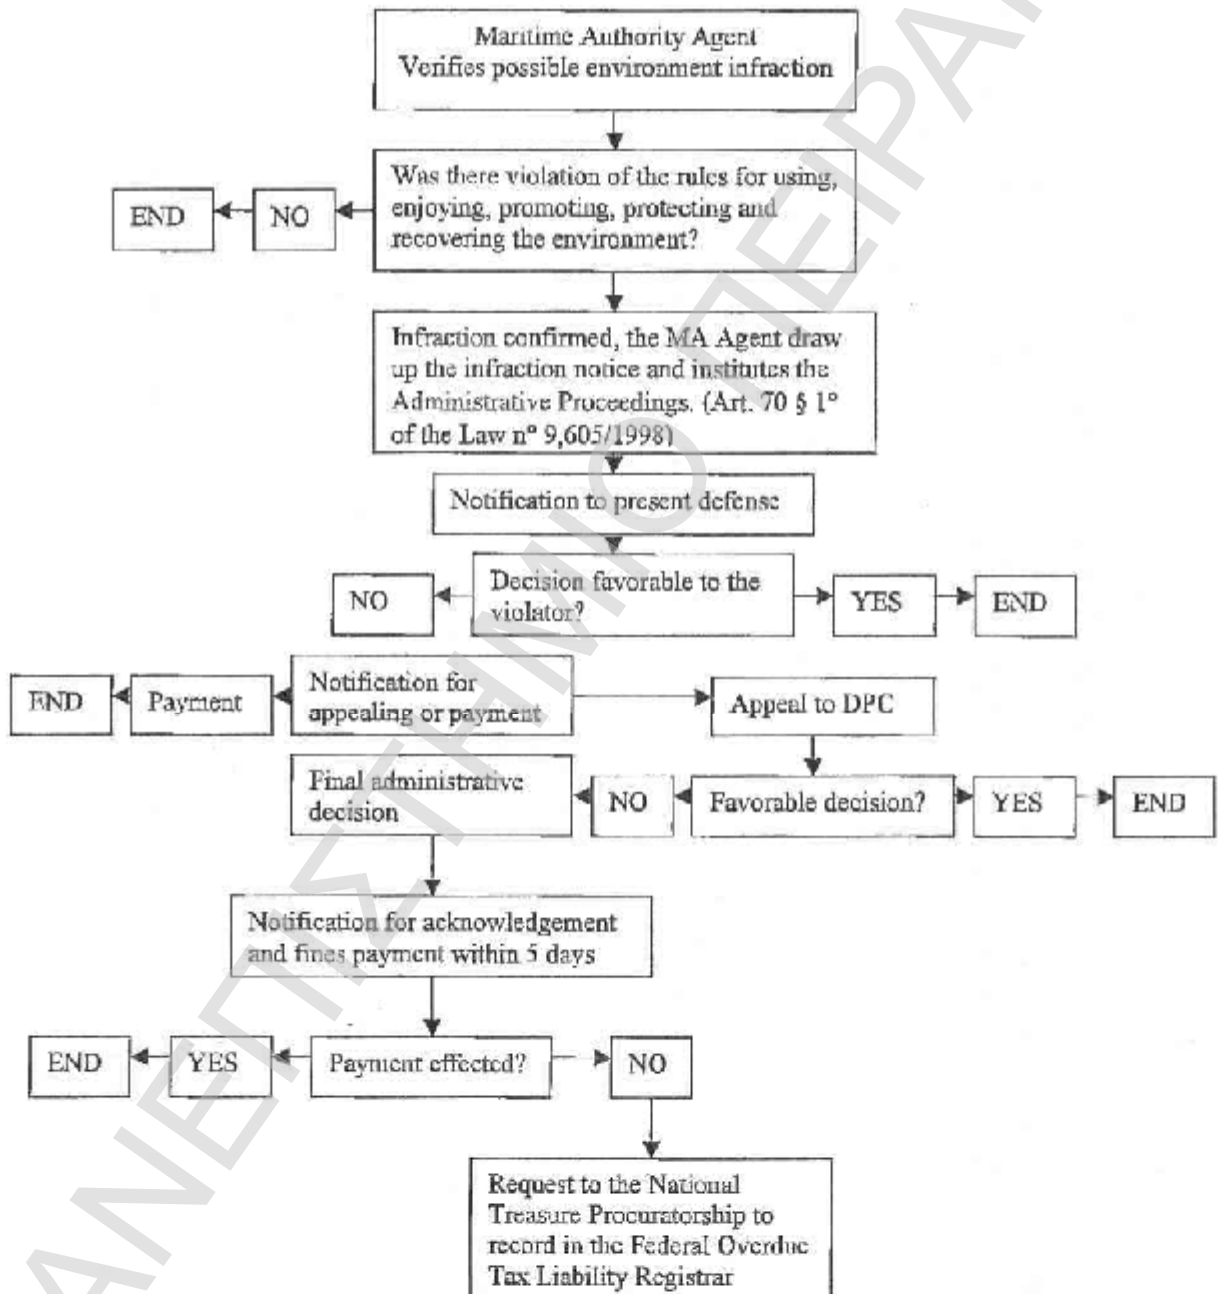 Maritime Authority Agent
Verifies possible environment infraction
Was there violation of the rules for using,
enjoying, promoting, protecting and
recovering the environment?
NO
END
Infraction confirmed, the MA Agent draw
up the infraction notice and institutes the
Administrative Proceedings. (Art. 70 § 1º
of the Law nº 9,605/1998)
Notification to present defense
Decision favorable to the
violator?
NO
YES
END
Notification for
appealing or payment
Payment
END
Appeal to DPC
Favorable decision?
YES
END
NO
Final administrative
decision
Notification for acknowledgement
and fines payment within 5 days
Payment effected?
YES
END
NO
Request to the National
Treasure Procuratorship to
record in the Federal Overdue
Tax Liability Registrar